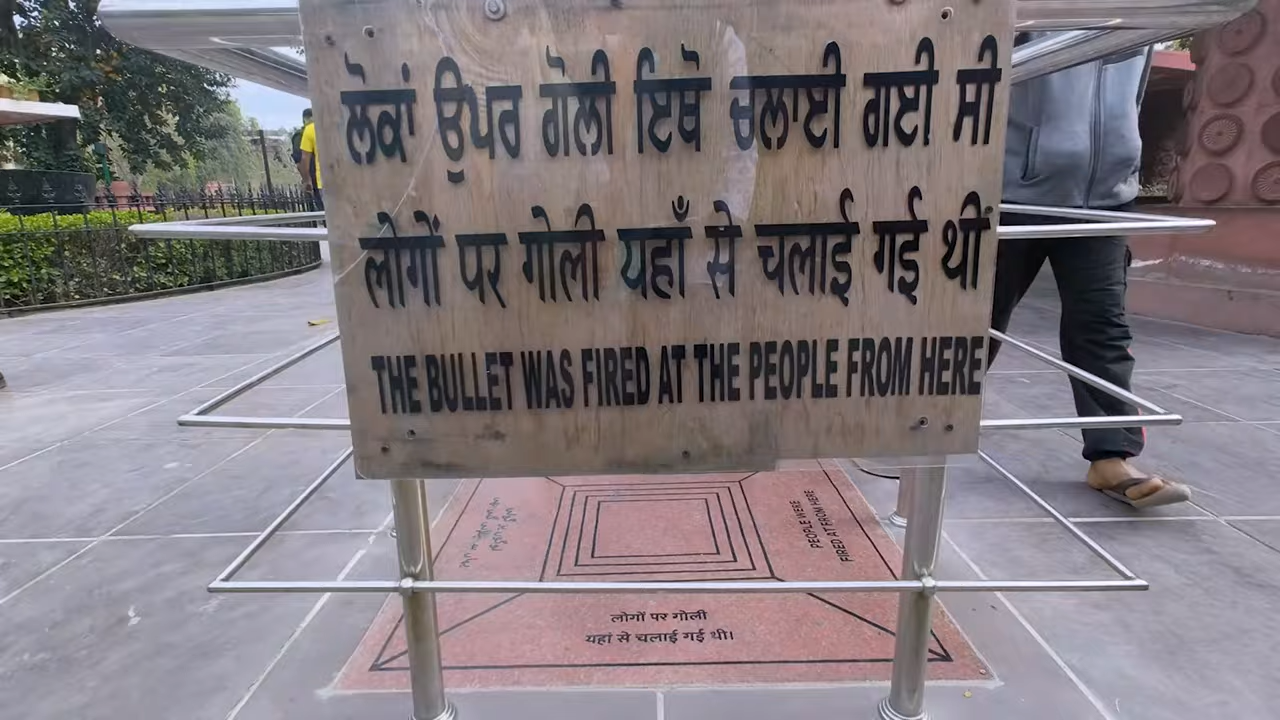 ਲੋਕਾਂ ਉਪਰ ਗੋਲੀ ਇਥੋ ਚਲਾਈ ਗਈ ਸੀ
लोगों पर गोली यहाँ से चलाई गई थी
THE BULLET WAS FIRED AT THE PEOPLE FROM HERE
PEOPLE WERE
FIRED AT FROM HERE
लोगों पर गोली
यहां से चलाई गई थी।